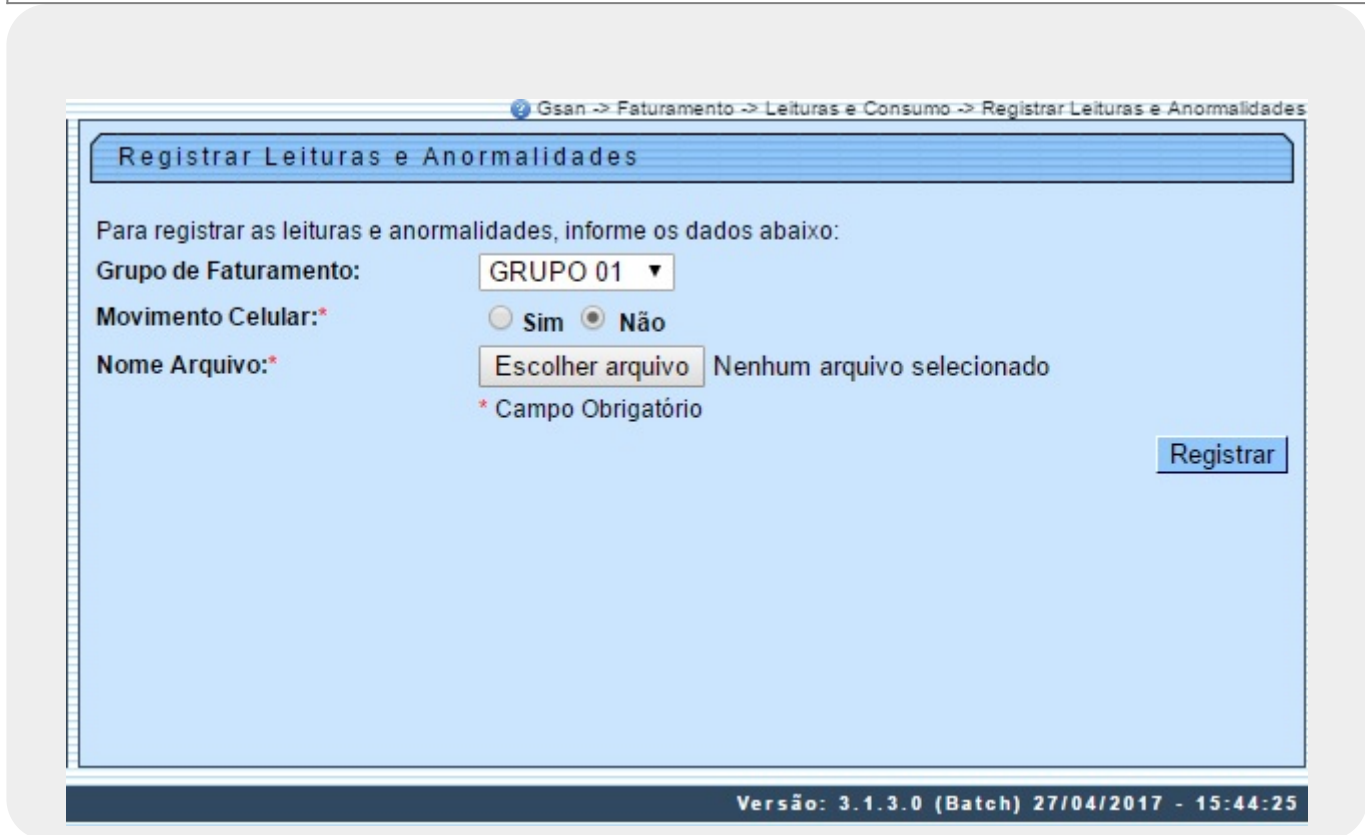 Gsan -> Faturamento -> Leituras e Consumo -> Registrar Leituras e Anormalidades
Registrar Leituras e Anormalidades
Para registrar as leituras e anormalidades, informe os dados abaixo:
Grupo de Faturamento: GRUPO 01
Movimento Celular:* Sim Não
Nome Arquivo:* Escolher arquivo Nenhum arquivo selecionado
* Campo Obrigatório
Registrar
Versão: 3.1.3.0 (Batch) 27/04/2017 - 15:44:25